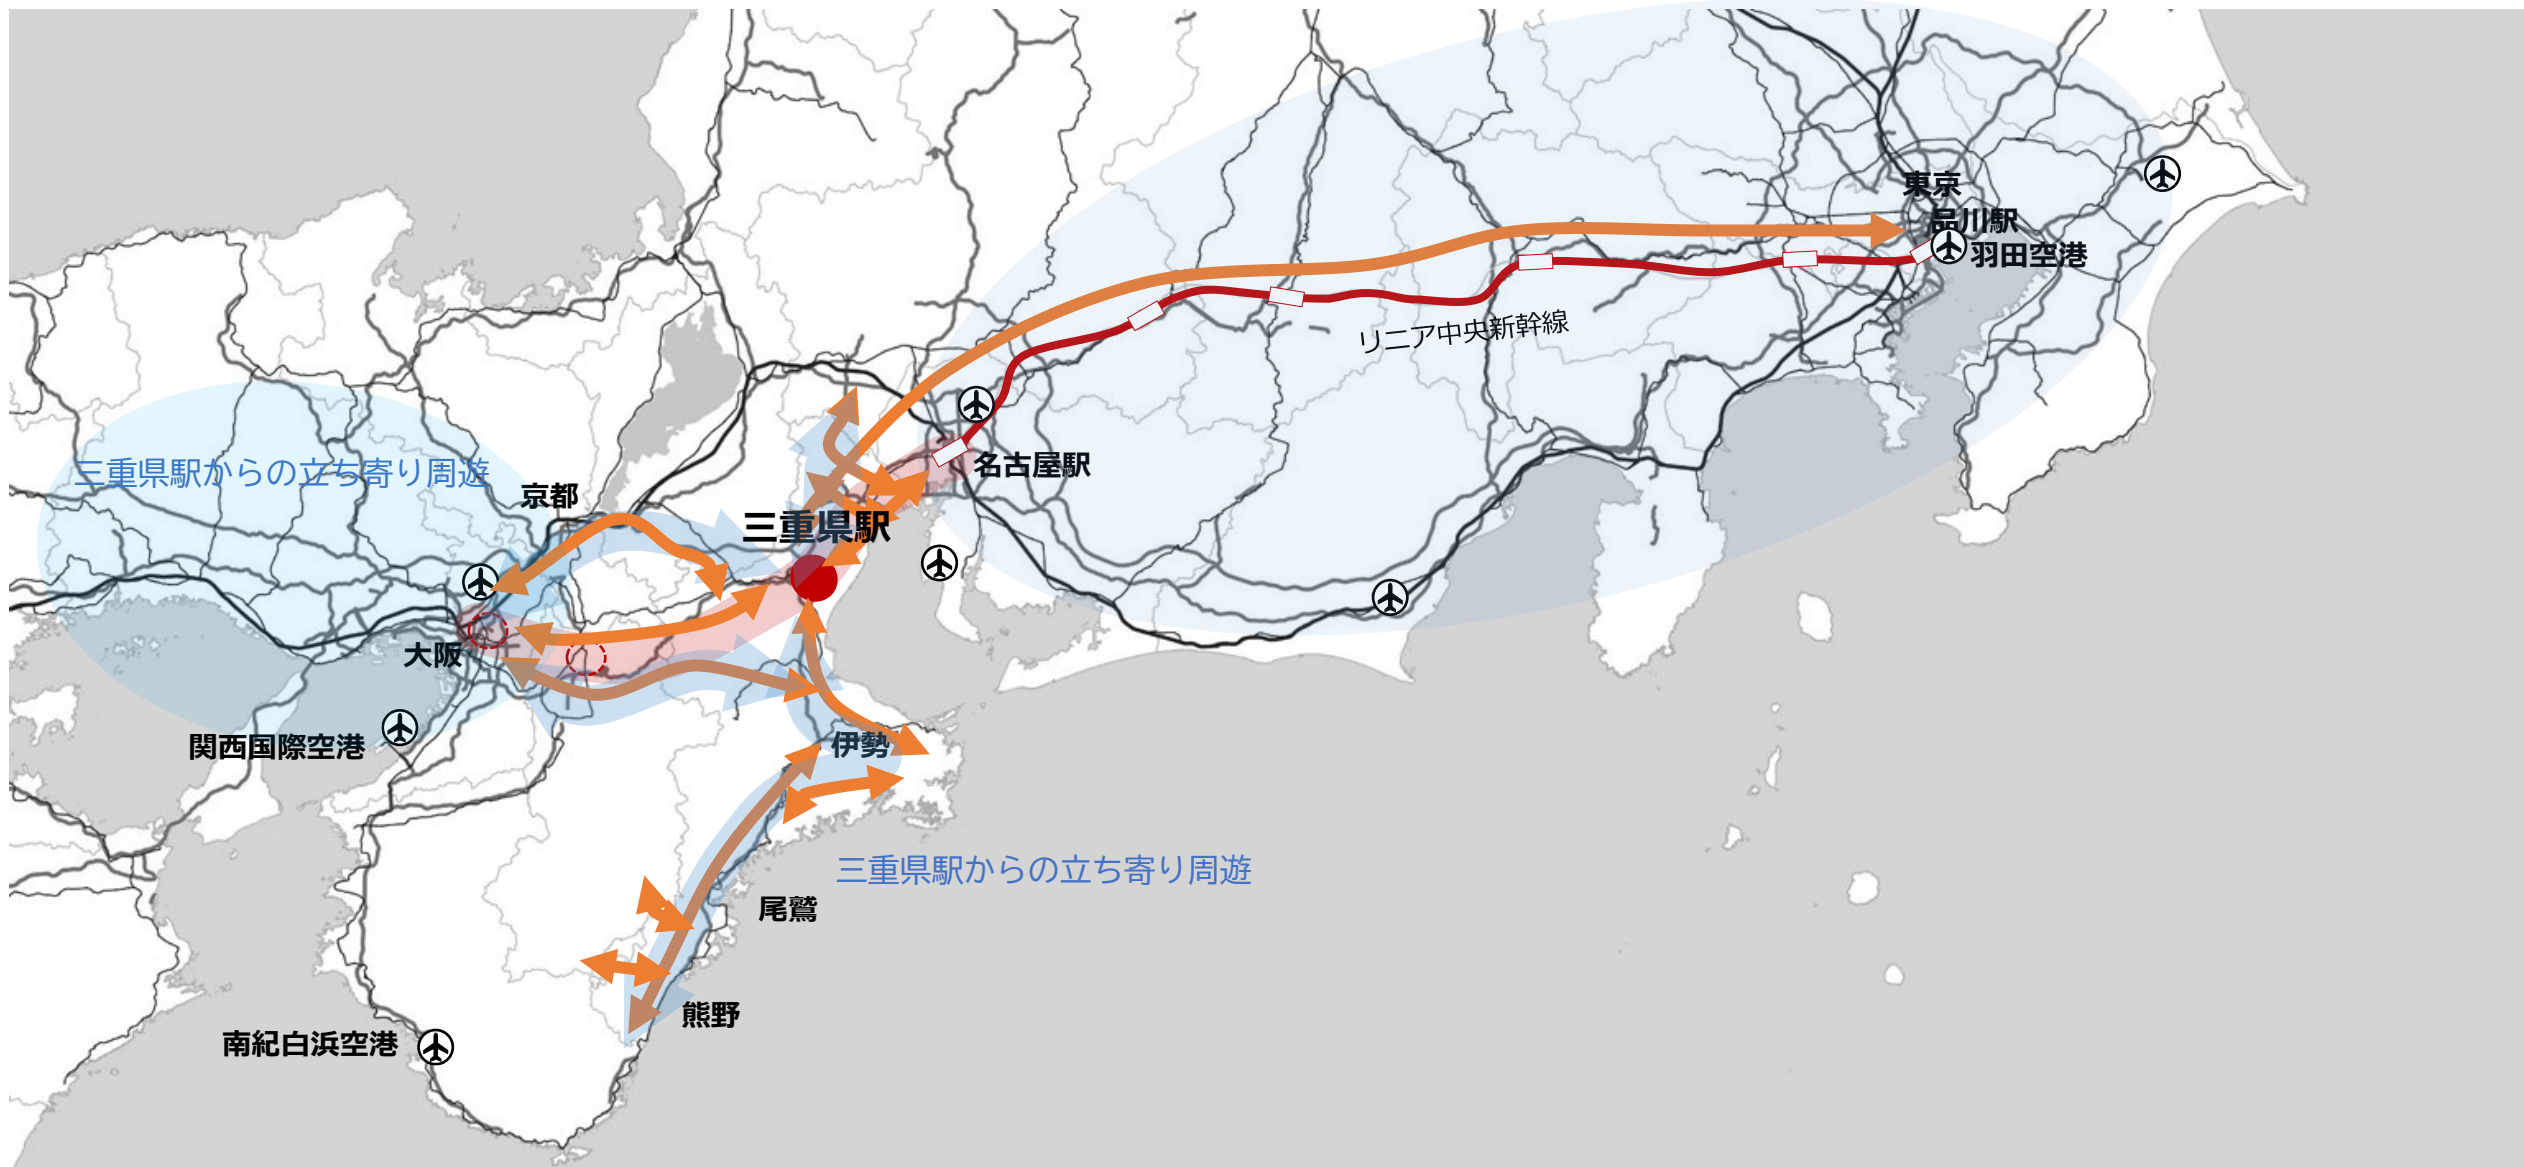 東京
品川駅
羽田空港
リニア中央新幹線
名古屋駅
三重県駅からの立ち寄り周遊
京都
三重県駅
大阪
関西国際空港
伊勢
三重県駅からの立ち寄り周遊
尾鷲
熊野
南紀白浜空港